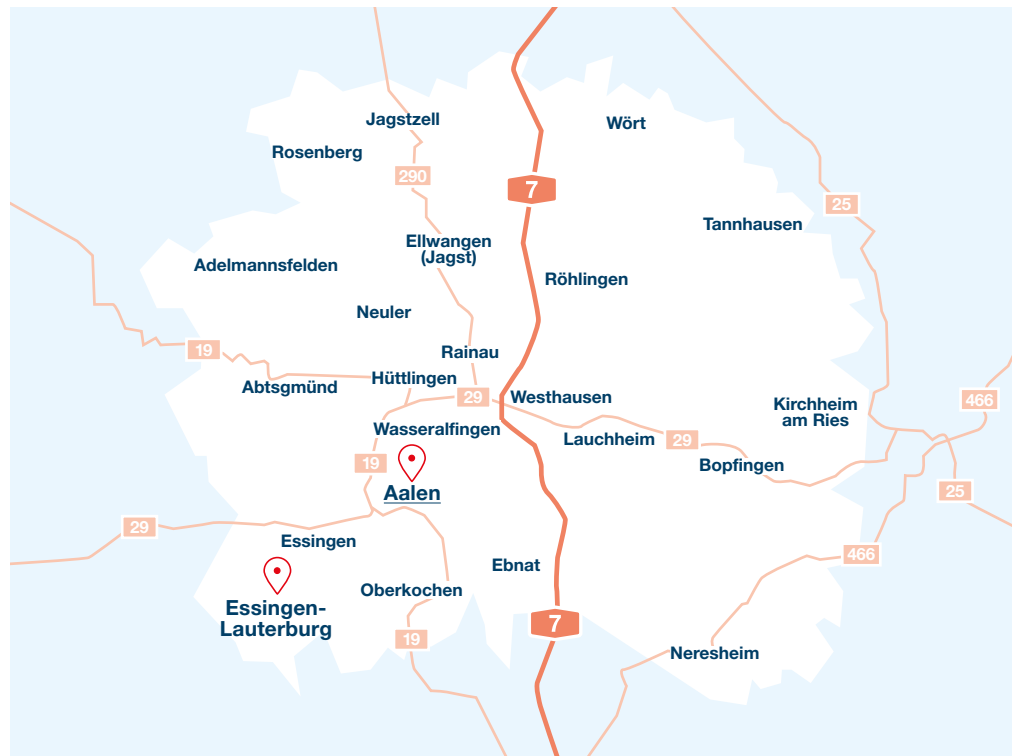 Jagstzell
Wört
Rosenberg
290
7
25
Tannhausen
Ellwangen
(Jagst)
Adelmannsfelden
Röhlingen
Neuler
19
Rainau
Hüttlingen
Abtsgmünd
29
Westhausen
466
Kirchheim
am Ries
Wasseralfingen
Lauchheim
29
19
Bopfingen
Aalen
25
29
Essingen
466
Ebnat
Oberkochen
Essingen-
Lauterburg
7
19
Neresheim